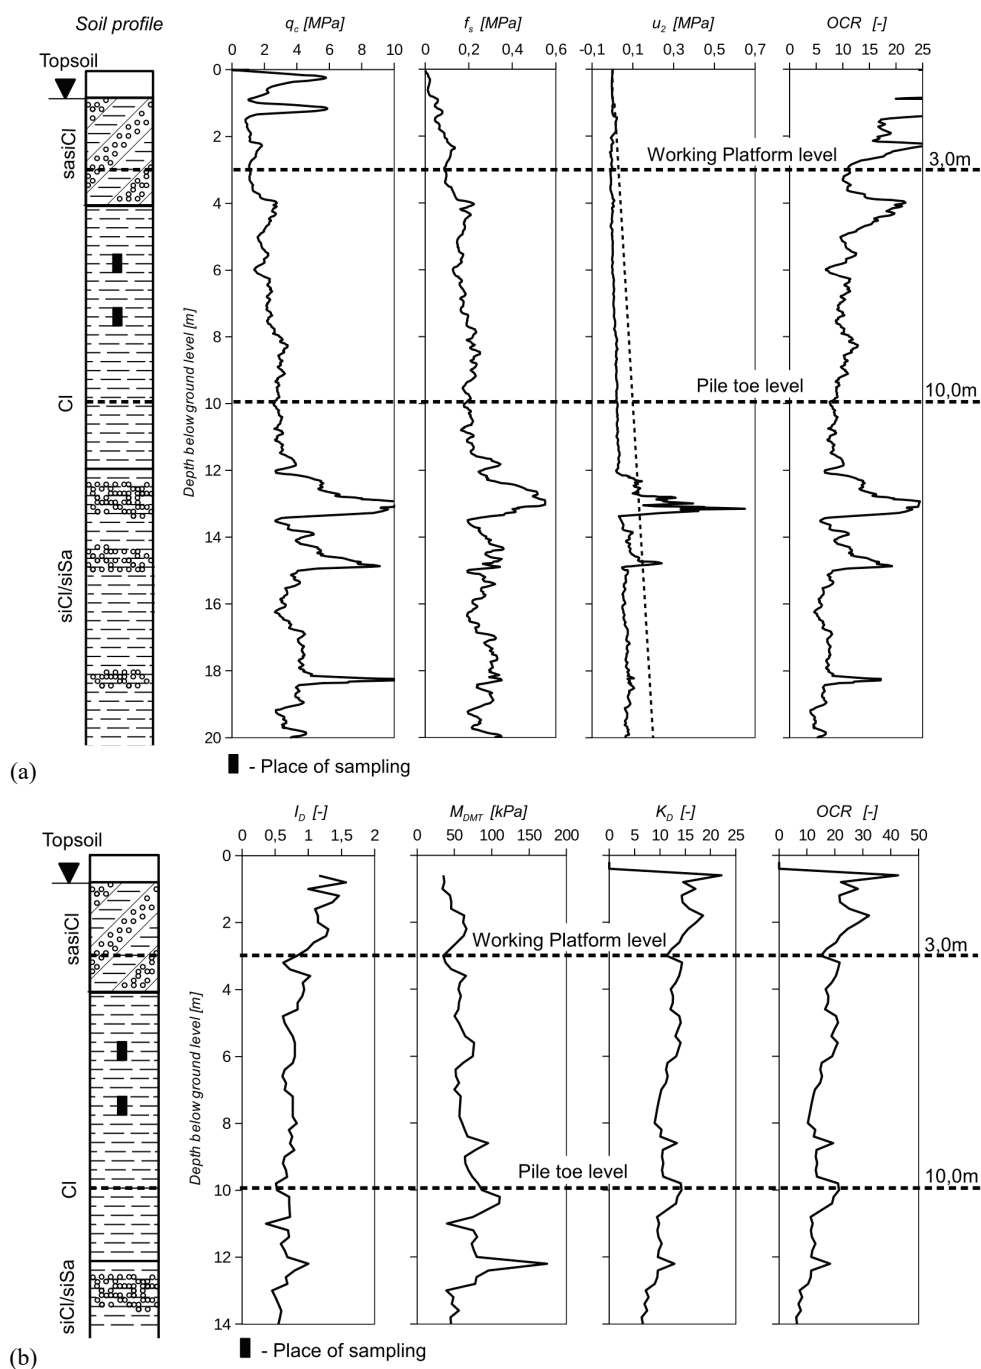 Soil profile
q_c [MPa] f_s [MPa] u_2 [MPa] OCR [-]
Topsoil
0 2 4 6 8 10 0 0,2 0,4 0,6 -0,1 0,1 0,3 0,5 0,7 0 5 10 15 20 25
0
2
4
6
8
10
12
14
16
18
20
Depth below ground level [m]
sasiCl
Cl
siCl/siSa
Working Platform level
3,0m
Pile toe level
10,0m
- Place of sampling
(a)
I_D [-] M_DMT [kPa] K_D [-] OCR [-]
Topsoil
0 0,5 1 1,5 2 0 50 100 150 200 0 5 10 15 20 25 0 10 20 30 40 50
0
2
4
6
8
10
12
14
Depth below ground level [m]
sasiCl
Cl
siCl/siSa
Working Platform level
3,0m
Pile toe level
10,0m
- Place of sampling
(b)